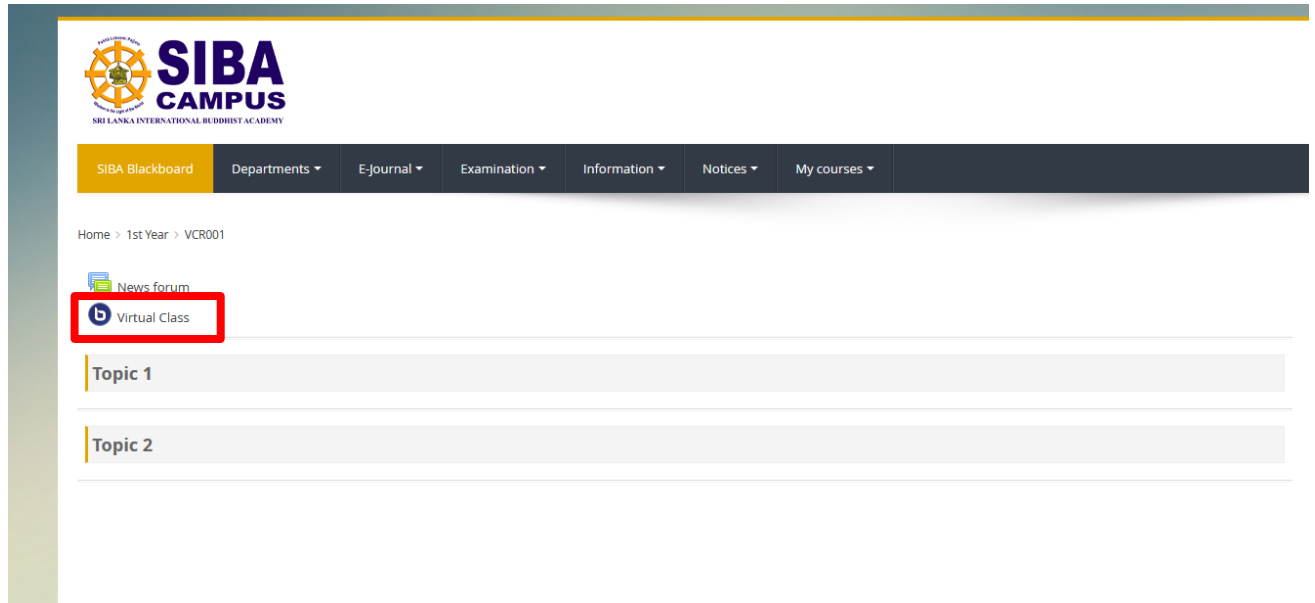 SIBA
CAMPUS
SRI LANKA INTERNATIONAL BUDDHIST ACADEMY
SIBA Blackboard Departments E-Journal Examination Information Notices My courses
Home > 1st Year > VCR001
News forum
b Virtual Class
Topic 1
Topic 2